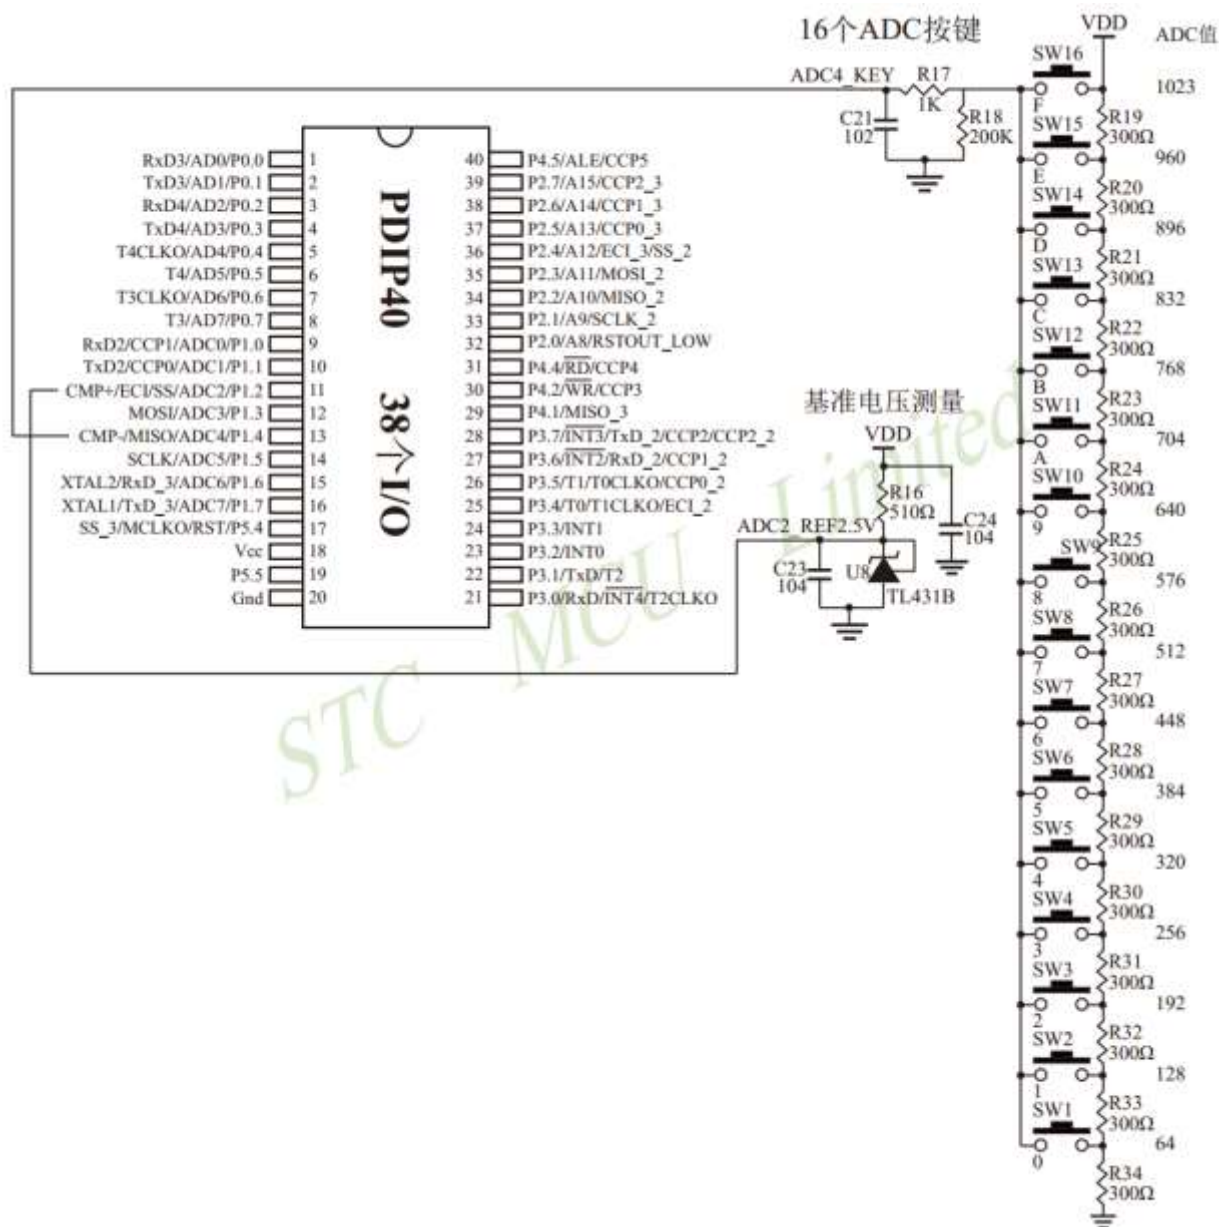 16个ADC按键
VDD
ADC值
SW16
ADC4_KEY
R17
1K
1023
C21
102
R18
200K
F
SW15
R19
300Ω
960
E
SW14
R20
300Ω
896
D
SW13
R21
300Ω
832
C
SW12
R22
300Ω
768
B
SW11
R23
300Ω
704
A
SW10
R24
300Ω
640
9
SW9
R25
300Ω
576
8
SW8
R26
300Ω
512
7
SW7
R27
300Ω
448
6
SW6
R28
300Ω
384
5
SW5
R29
300Ω
320
4
SW4
R30
300Ω
256
3
SW3
R31
300Ω
192
2
SW2
R32
300Ω
128
1
SW1
R33
300Ω
64
0
R34
300Ω
RxD3/AD0/P0.0 1
TxD3/AD1/P0.1 2
RxD4/AD2/P0.2 3
TxD4/AD3/P0.3 4
T4CLKO/AD4/P0.4 5
T4/AD5/P0.5 6
T3CLKO/AD6/P0.6 7
T3/AD7/P0.7 8
RxD2/CCP1/ADC0/P1.0 9
TxD2/CCP0/ADC1/P1.1 10
CMP+/ECI/SS/ADC2/P1.2 11
MOSI/ADC3/P1.3 12
CMP-/MISO/ADC4/P1.4 13
SCLK/ADC5/P1.5 14
XTAL2/RxD_3/ADC6/P1.6 15
XTAL1/TxD_3/ADC7/P1.7 16
SS_3/MCLKO/RST/P5.4 17
Vcc 18
P5.5 19
Gnd 20
PDIP40 38个I/O
40 P4.5/ALE/CCP5
39 P2.7/A15/CCP2_3
38 P2.6/A14/CCP1_3
37 P2.5/A13/CCP0_3
36 P2.4/A12/ECI_3/SS_2
35 P2.3/A11/MOSI_2
34 P2.2/A10/MISO_2
33 P2.1/A9/SCLK_2
32 P2.0/A8/RSTOUT_LOW
31 P4.4/RD/CCP4
30 P4.2/WR/CCP3
29 P4.1/MISO_3
28 P3.7/INT3/TxD_2/CCP2/CCP2_2
27 P3.6/INT2/RxD_2/CCP1_2
26 P3.5/T1/T0CLKO/CCP0_2
25 P3.4/T0/T1CLKO/ECI_2
24 P3.3/INT1
23 P3.2/INT0
22 P3.1/TxD/T2
21 P3.0/RxD/INT4/T2CLKO
基准电压测量
VDD
R16
510Ω
C24
104
ADC2 REF2.5V
C23
104
U8
TL431B
STC MCU Limited